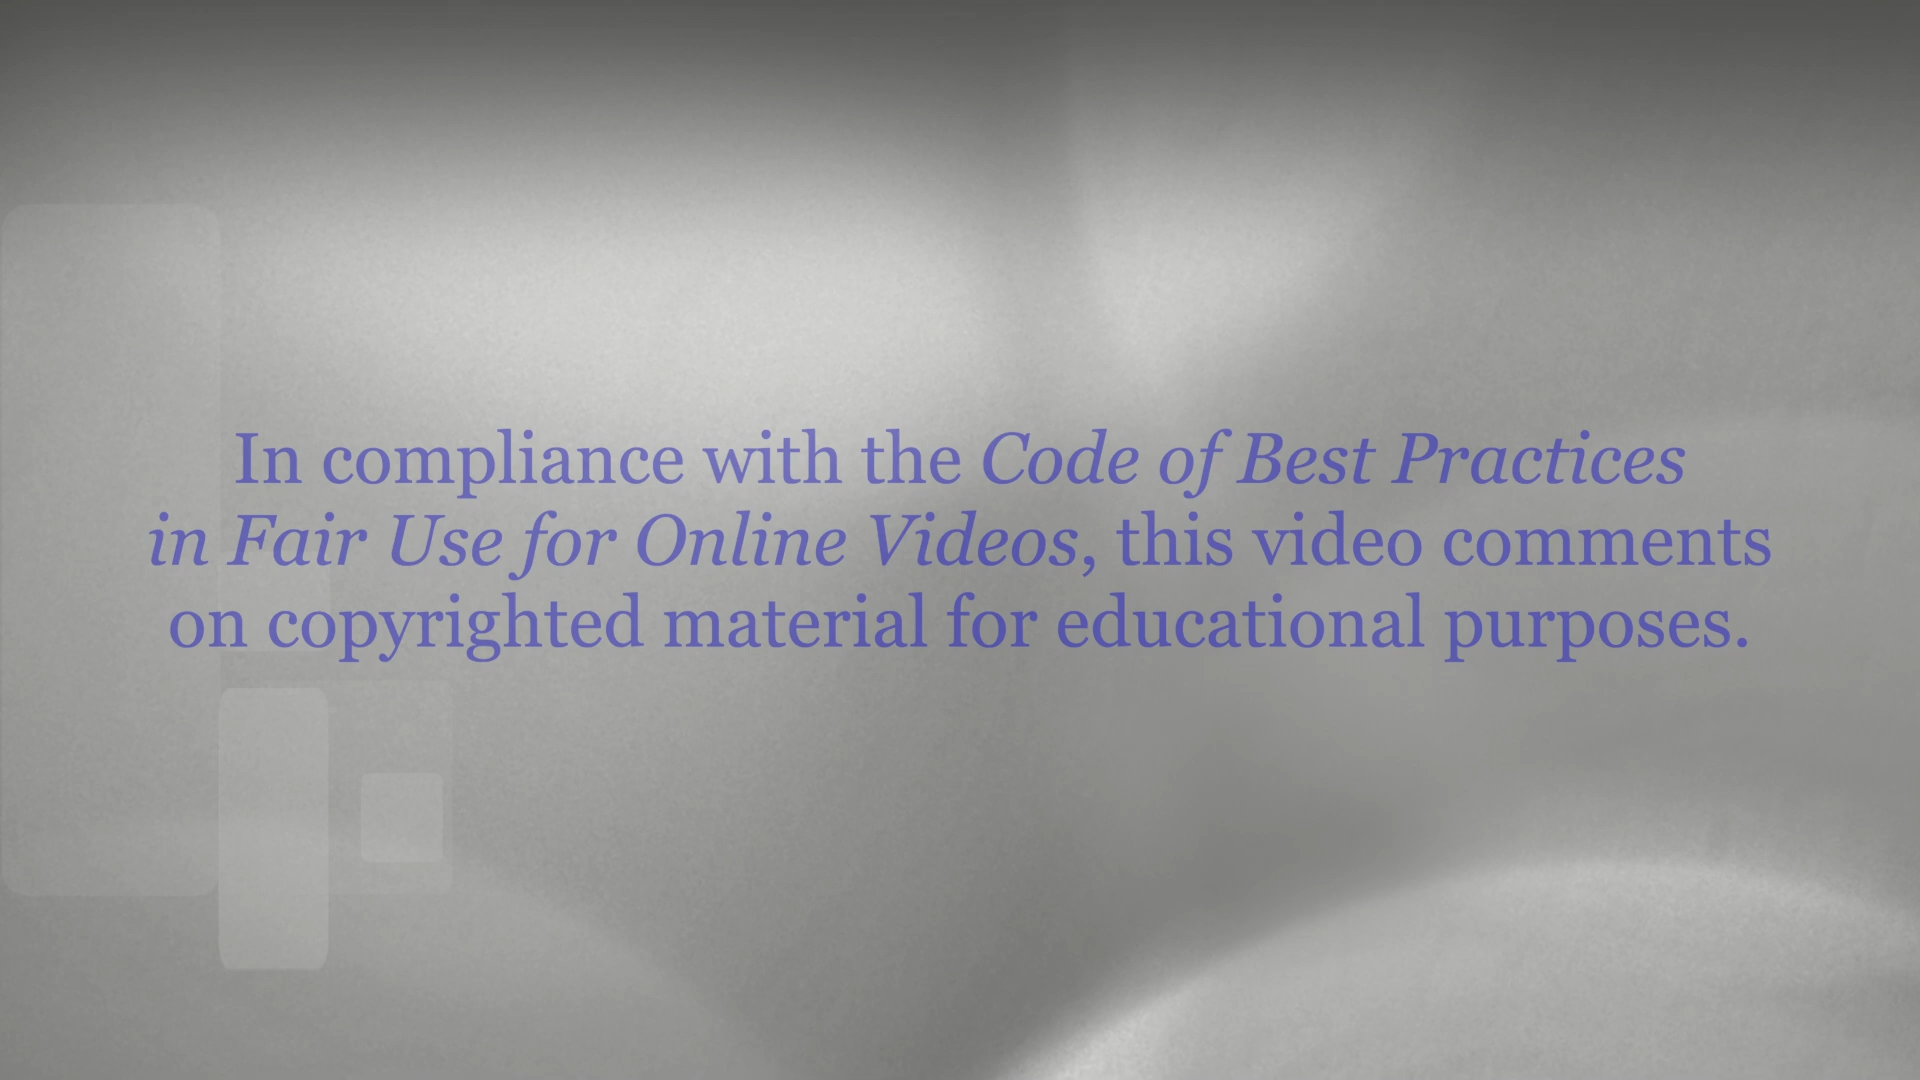 In compliance with the Code of Best Practices
in Fair Use for Online Videos, this video comments
on copyrighted material for educational purposes.